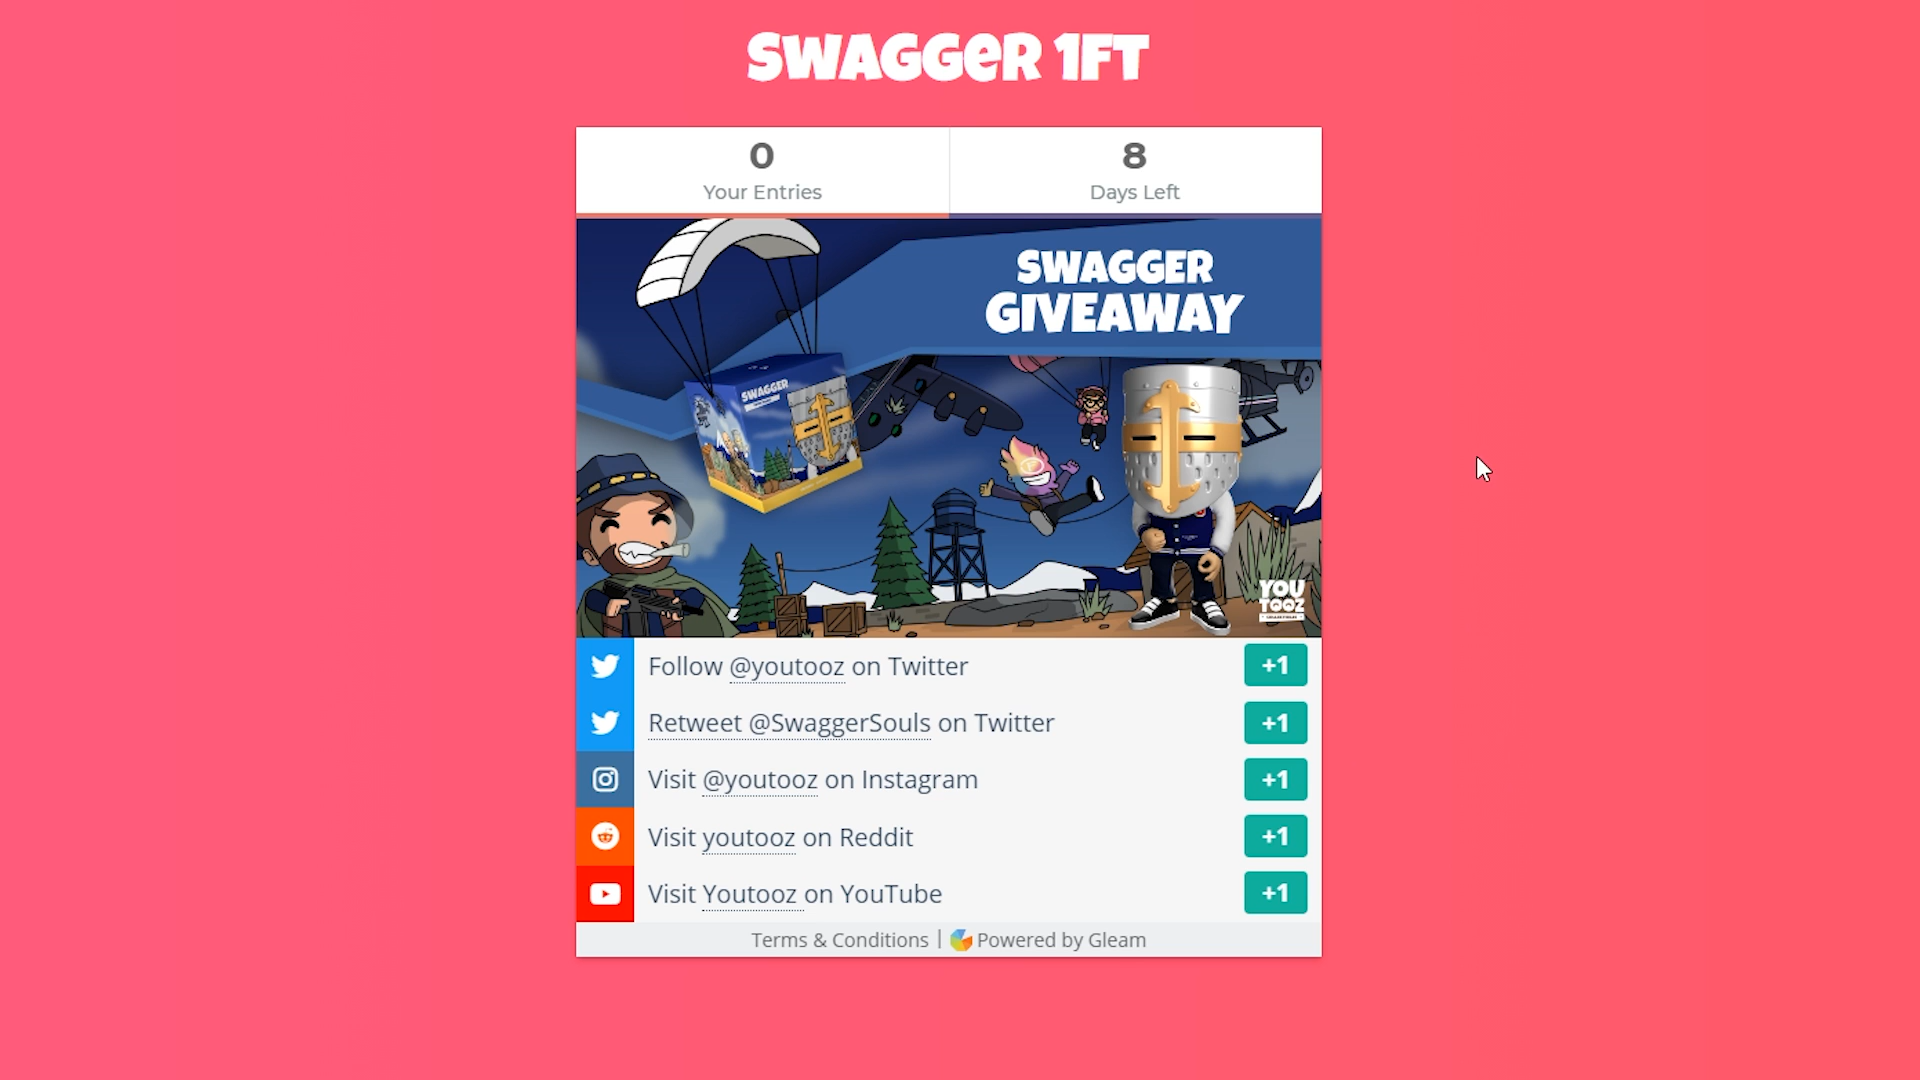 SWAGGER 1FT
0
Your Entries
8
Days Left
SWAGGER
GIVEAWAY
SWAGGER
YOU
TOOZ
Follow @youtooz on Twitter
+1
Retweet @SwaggerSouls on Twitter
+1
Visit @youtooz on Instagram
+1
Visit youtooz on Reddit
+1
Visit Youtooz on YouTube
+1
Terms & Conditions | Powered by Gleam